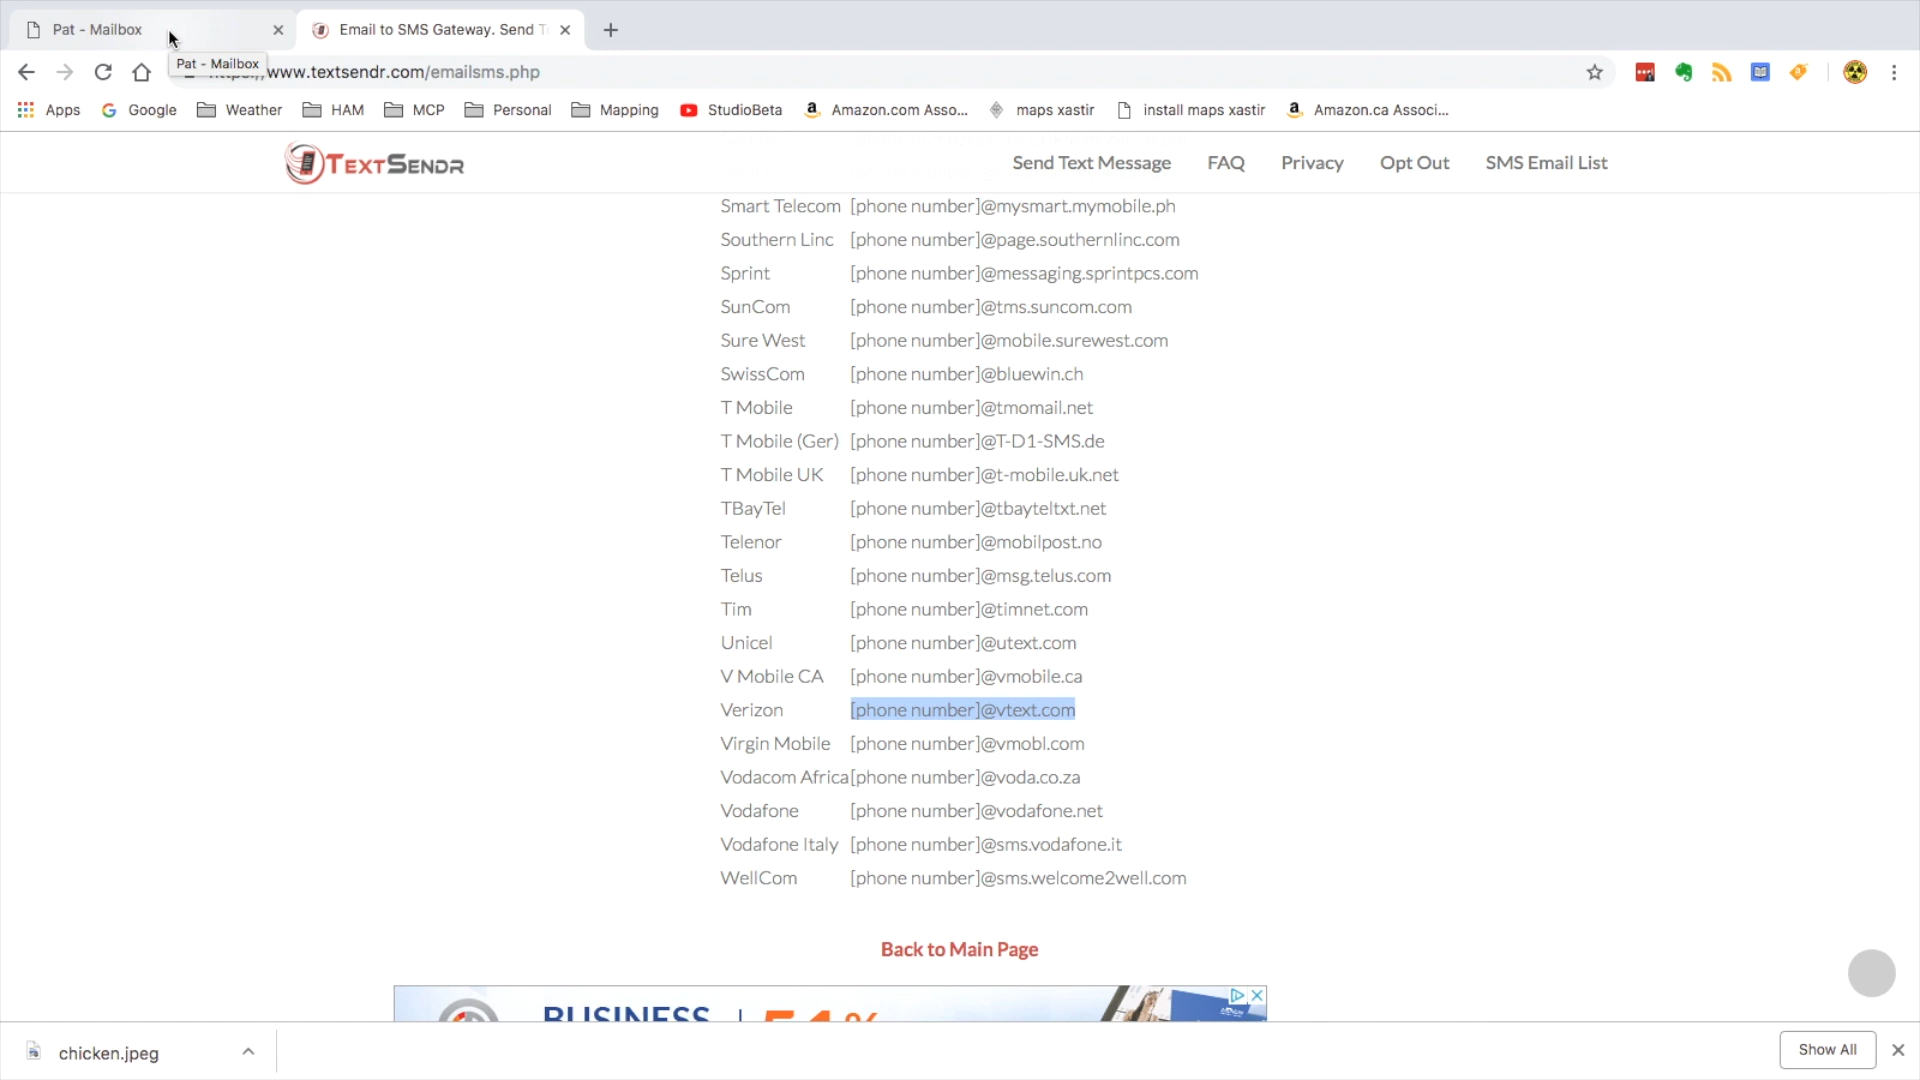 Pat - Mailbox
Email to SMS Gateway. Send T
Pat - Mailbox
www.textsendr.com/emailsms.php
Apps Google Weather HAM MCP Personal Mapping StudioBeta Amazon.com Asso... maps xastir install maps xastir Amazon.ca Associ...
TEXTSENDR
Send Text Message FAQ Privacy Opt Out SMS Email List
Smart Telecom [phone number]@mysmart.mymobile.ph
Southern Linc [phone number]@page.southernlinc.com
Sprint [phone number]@messaging.sprintpcs.com
SunCom [phone number]@tms.suncom.com
Sure West [phone number]@mobile.surewest.com
SwissCom [phone number]@bluewin.ch
T Mobile [phone number]@tmomail.net
T Mobile (Ger) [phone number]@T-D1-SMS.de
T Mobile UK [phone number]@t-mobile.uk.net
TBayTel [phone number]@tbayteltxt.net
Telenor [phone number]@mobilpost.no
Telus [phone number]@msg.telus.com
Tim [phone number]@timnet.com
Unicel [phone number]@utext.com
V Mobile CA [phone number]@vmobile.ca
Verizon [phone number]@vtext.com
Virgin Mobile [phone number]@vmobl.com
Vodacom Africa [phone number]@voda.co.za
Vodafone [phone number]@vodafone.net
Vodafone Italy [phone number]@sms.vodafone.it
WellCom [phone number]@sms.welcome2well.com
Back to Main Page
BUSINESS | 51%
chicken.jpeg
Show All